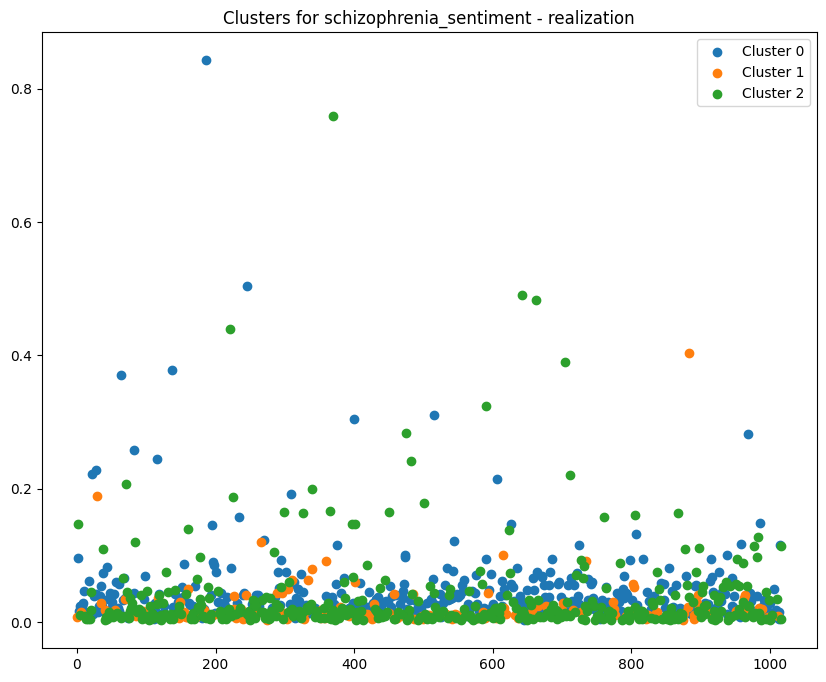 Clusters for schizophrenia_sentiment - realization
Cluster 0
Cluster 1
Cluster 2
0.8
0.6
0.4
0.2
0.0
0 200 400 600 800 1000